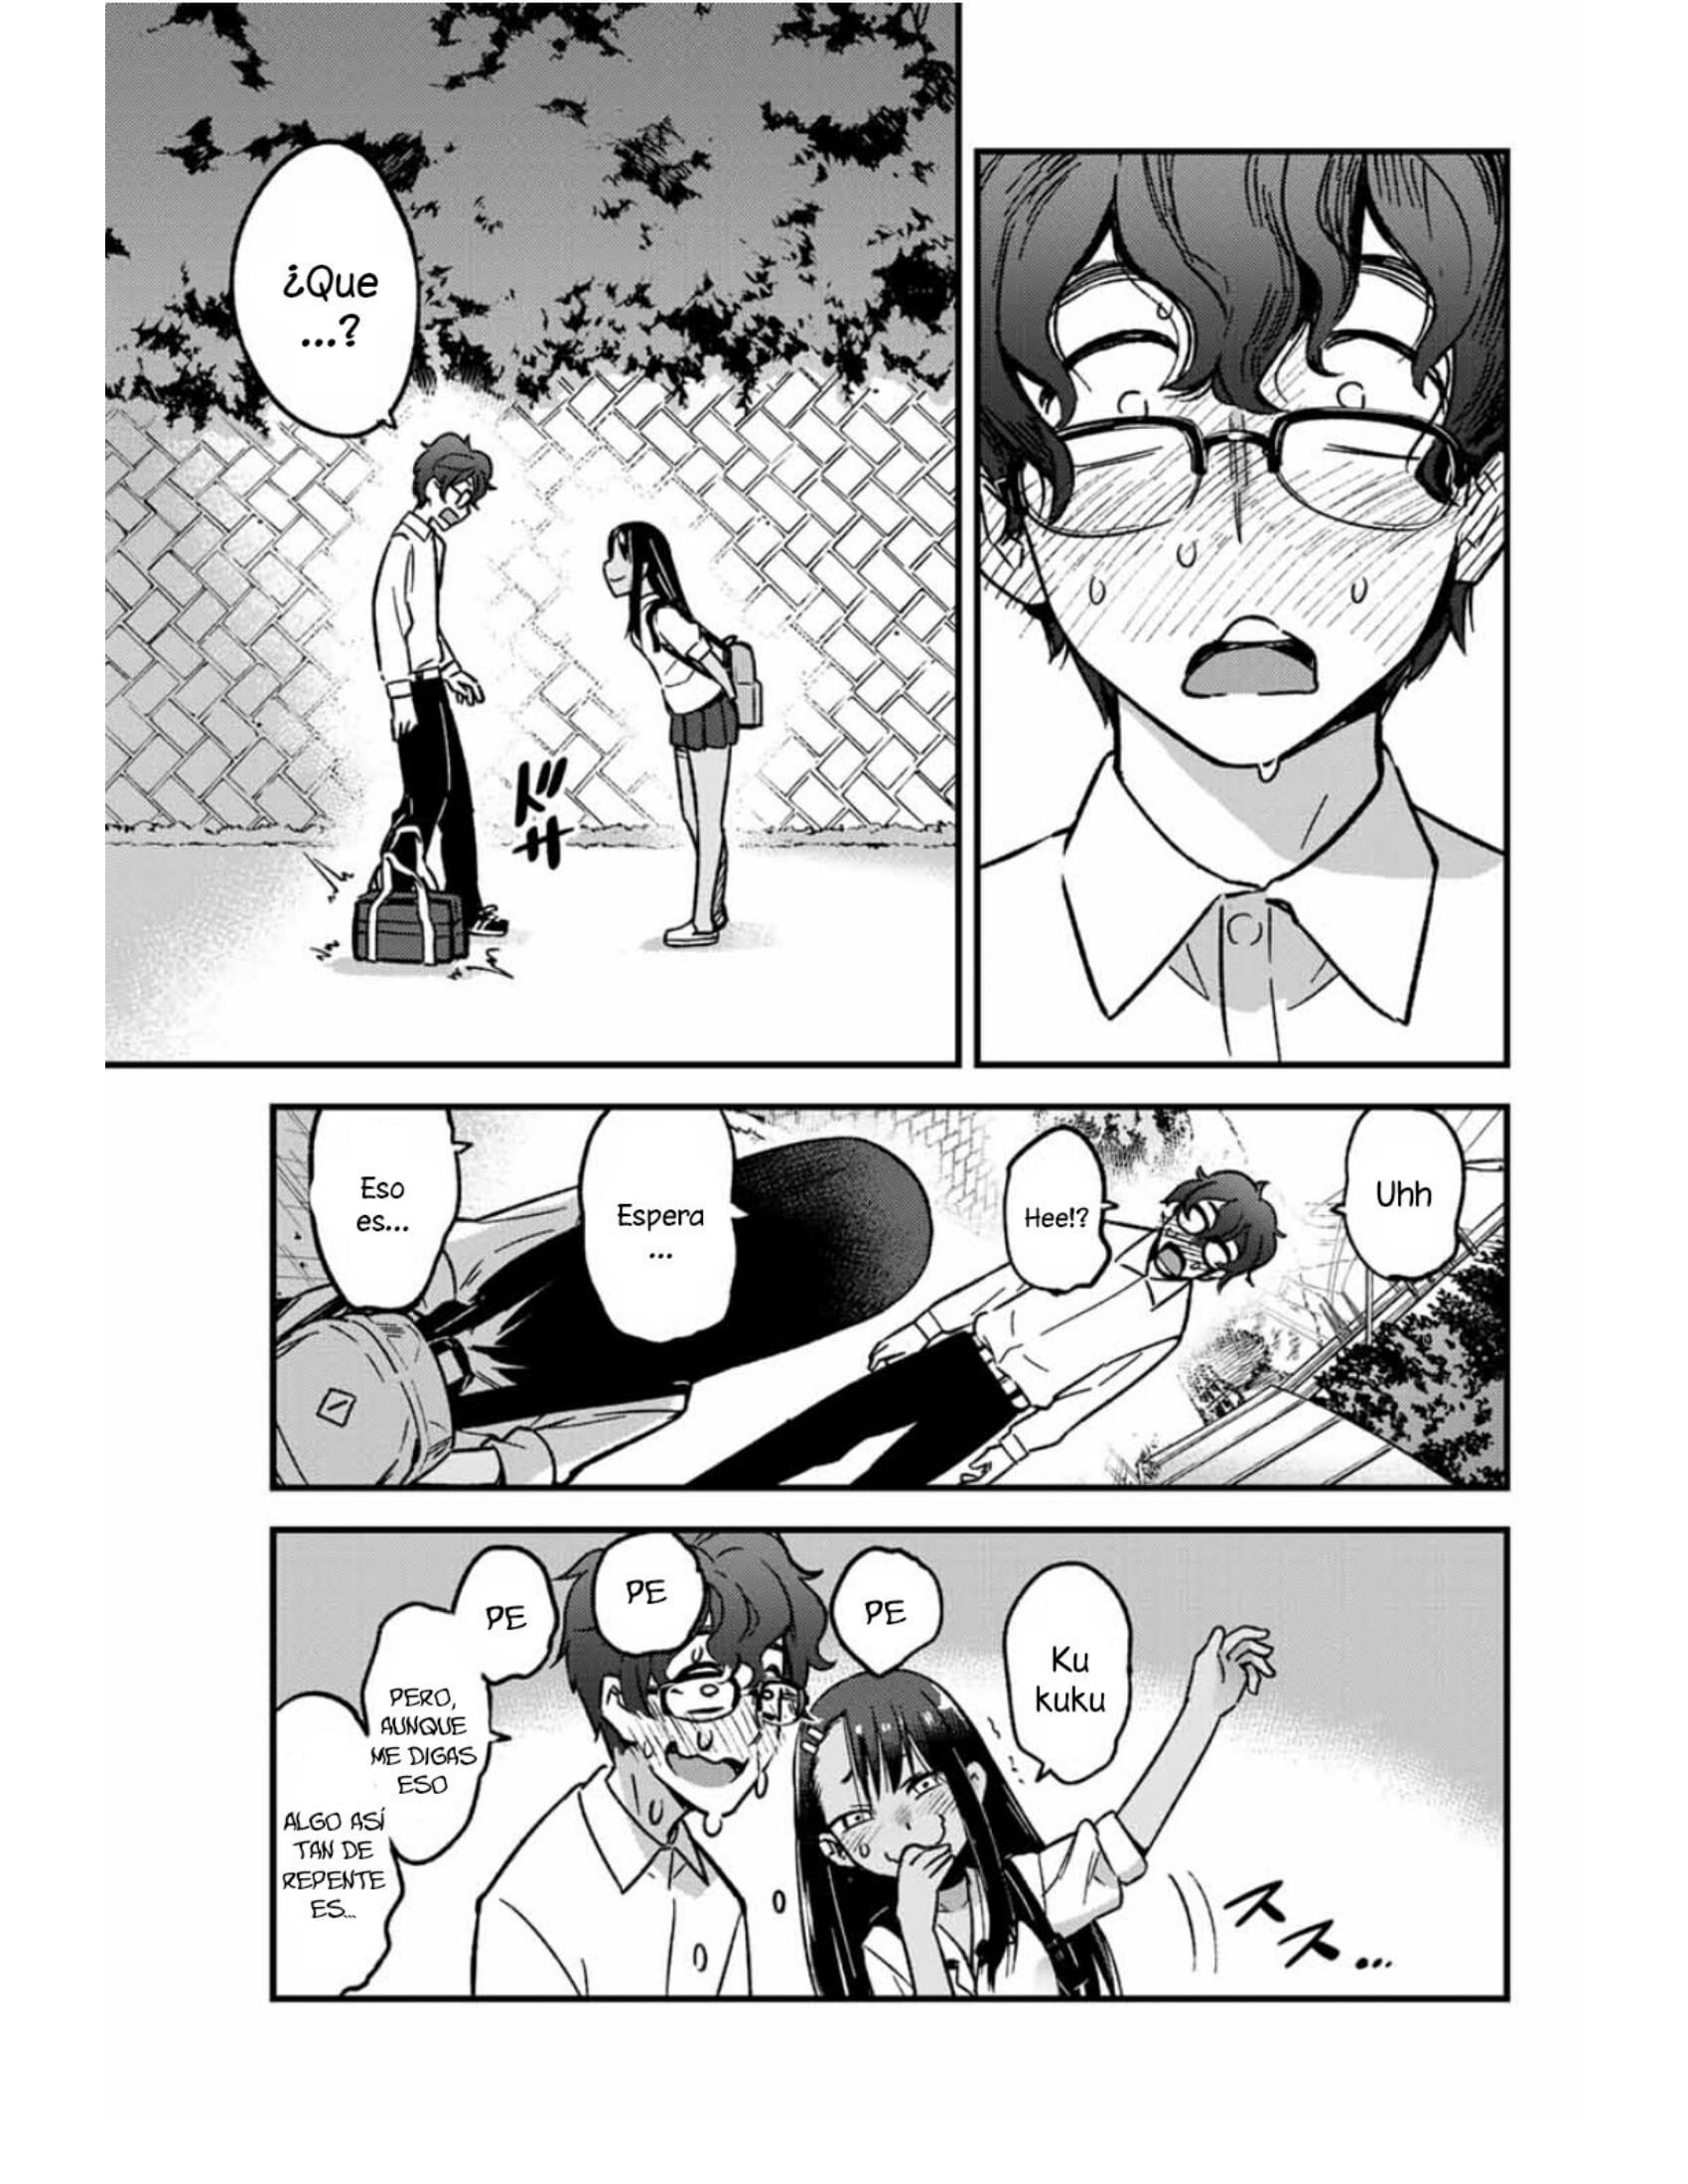 ¿Que
...?
ドサ
Uhh
Hee!?
Espera
...
Eso
es...
Ku
kuku
スス...
PE
PE
PE
PERO,
AUNQUE
ME DIGAS
ESO
ALGO ASÍ
TAN DE
REPENTE
ES...